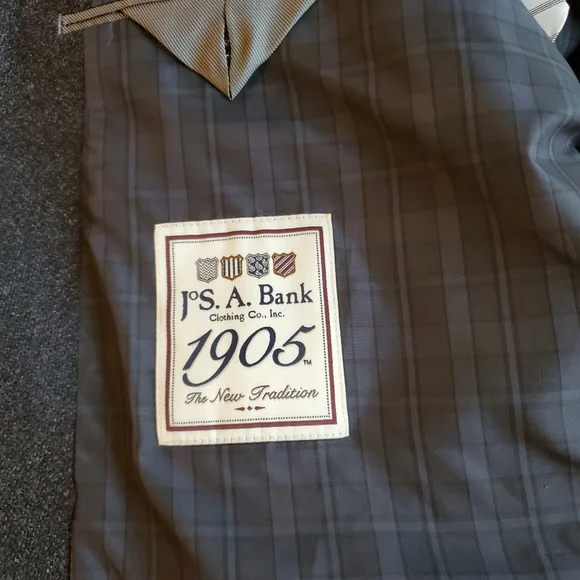 JoS. A. Bank
Clothing Co., Inc.
1905™
The New Tradition